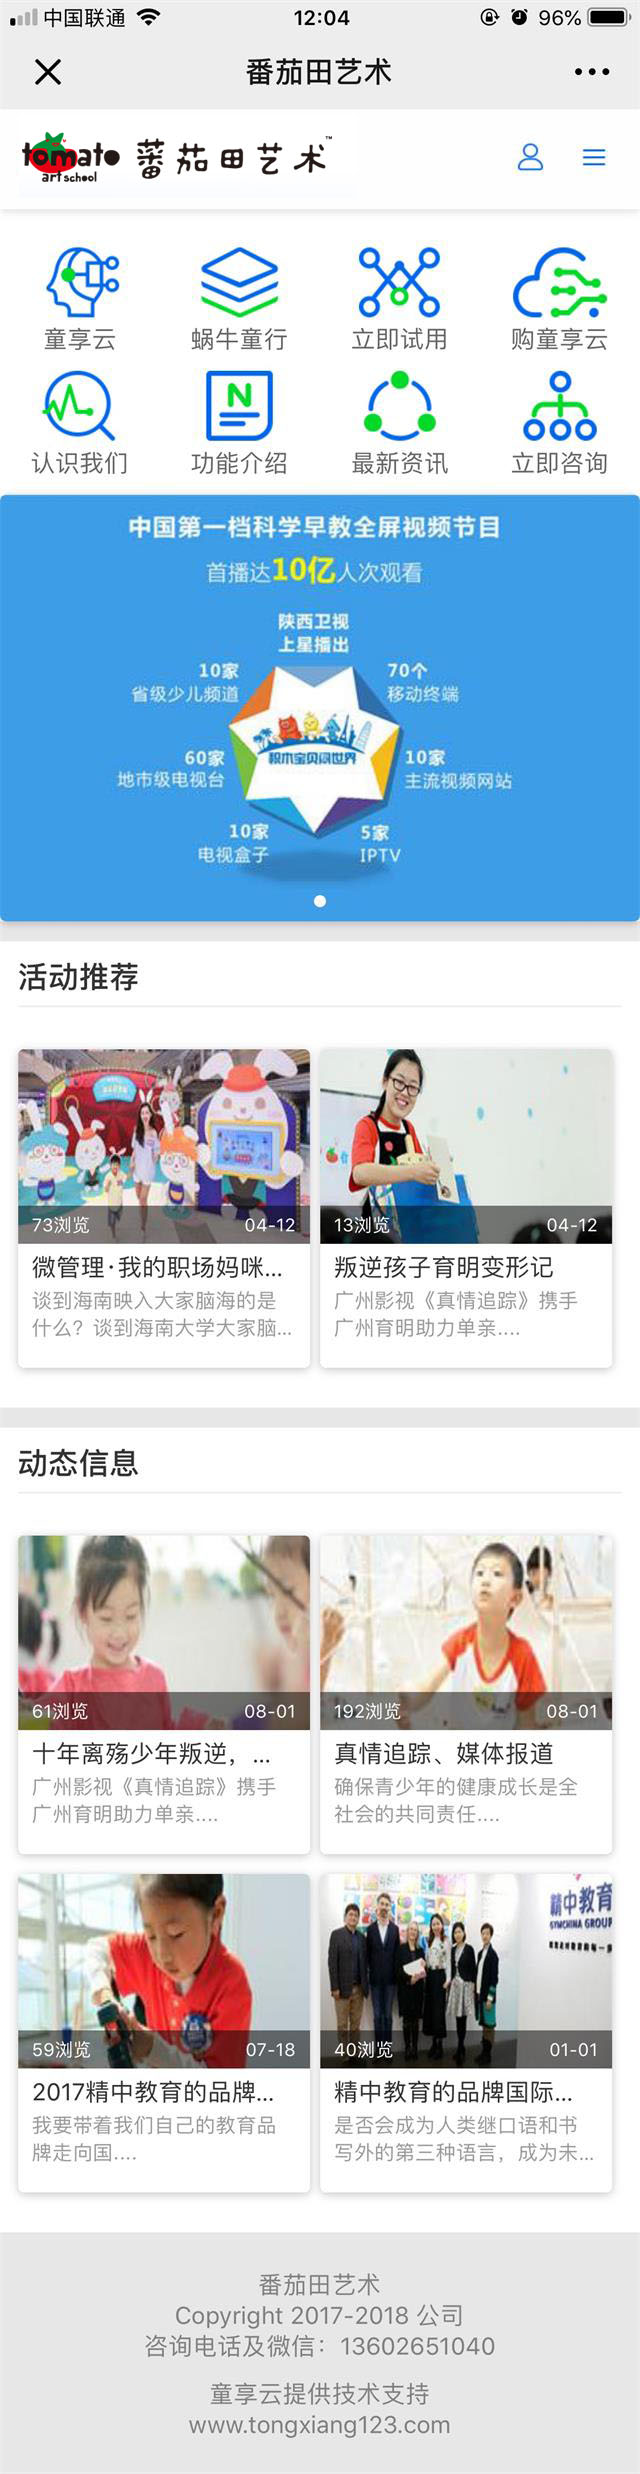 中国联通 12:04 96%
番茄田艺术
tomato
art school
蕃茄田艺术™
童享云 蜗牛童行 立即试用 购童享云
N
认识我们 功能介绍 最新资讯 立即咨询
中国第一档科学早教全屏视频节目
首播达10亿人次观看
陕西卫视
上星播出
10家
省级少儿频道
70个
移动终端
积木宝贝闯世界
60家
地市级电视台
10家
主流视频网站
10家
电视盒子
5家
IPTV
活动推荐
73浏览 04-12
微管理·我的职场妈咪...
谈到海南映入大家脑海的是
什么？谈到海南大学大家脑...
13浏览 04-12
叛逆孩子育明变形记
广州影视《真情追踪》携手
广州育明助力单亲....
动态信息
61浏览 08-01
十年离殇少年叛逆，...
广州影视《真情追踪》携手
广州育明助力单亲....
192浏览 08-01
真情追踪、媒体报道
确保青少年的健康成长是全
社会的共同责任....
59浏览 07-18
2017精中教育的品牌...
我要带着我们自己的教育品
牌走向国....
精中教育
SYMCHINA GROUP
40浏览 01-01
精中教育的品牌国际...
是否会成为人类继口语和书
写外的第三种语言，成为未...
番茄田艺术
Copyright 2017-2018 公司
咨询电话及微信：13602651040
童享云提供技术支持
www.tongxiang123.com